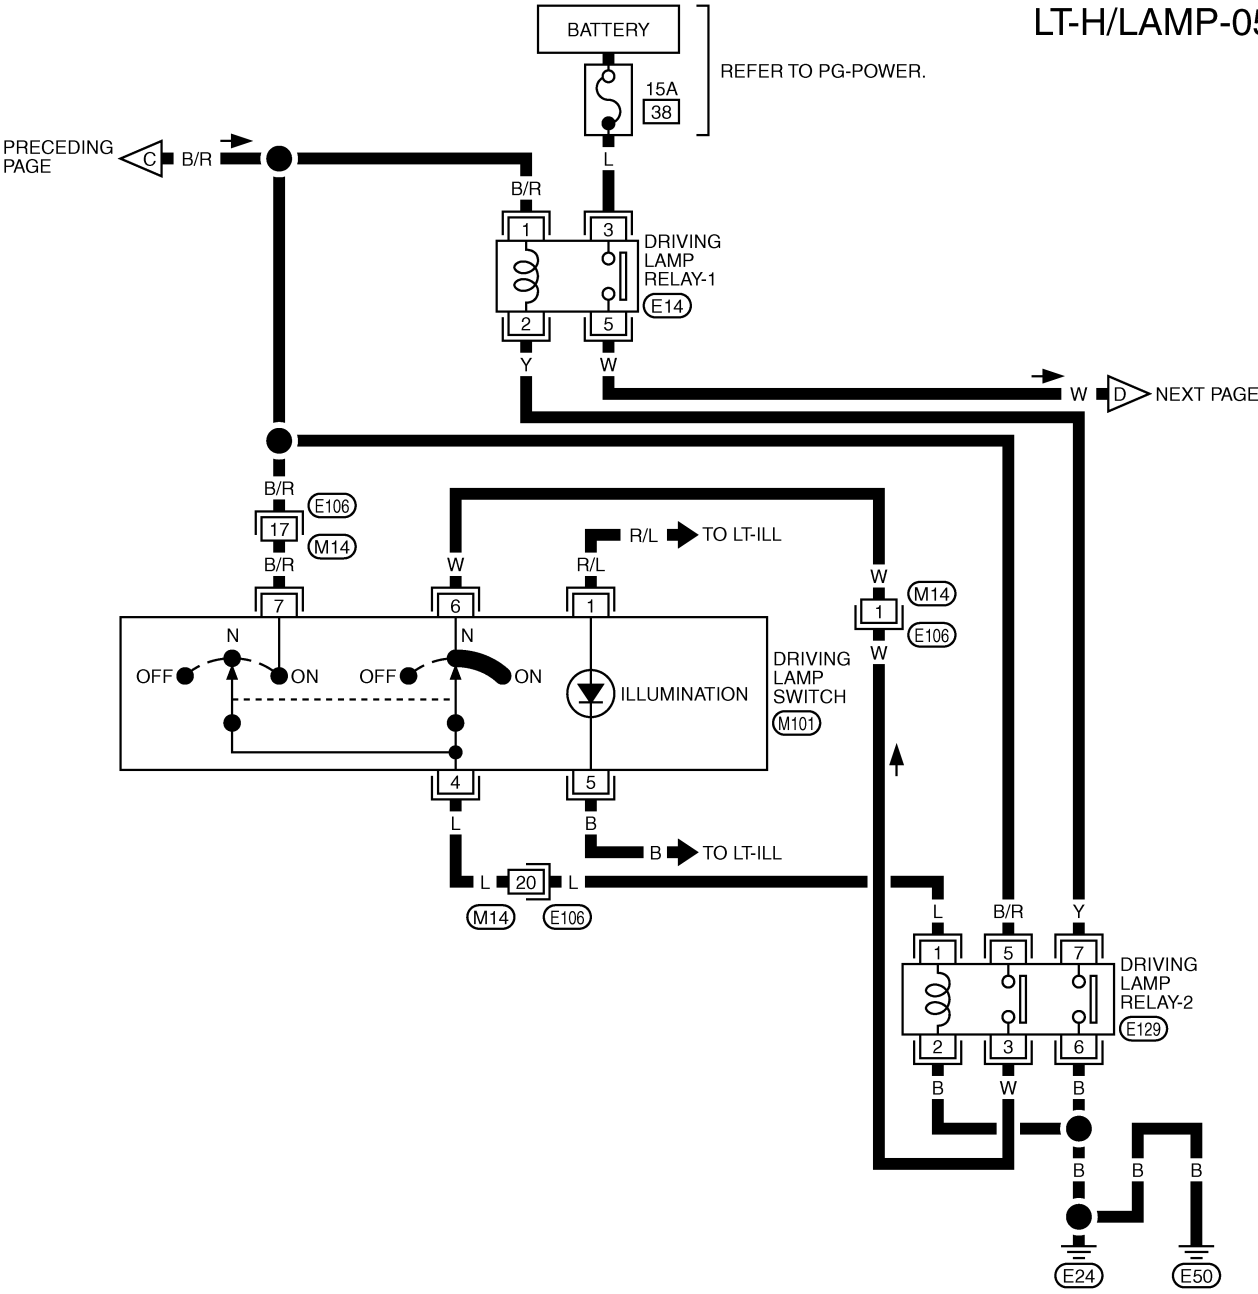 LT-H/LAMP-05
BATTERY
REFER TO PG-POWER.
15A
38
L
PRECEDING
PAGE
C
B/R
B/R
1
3
DRIVING
LAMP
RELAY-1
E14
2
5
Y
W
W
D
NEXT PAGE
B/R
E106
17
M14
B/R
R/L
TO LT-ILL
W
R/L
W
M14
1
E106
W
7
6
1
N
OFF
ON
N
OFF
ON
ILLUMINATION
DRIVING
LAMP
SWITCH
M101
4
5
L
B
B
TO LT-ILL
L
20
L
M14
E106
L
B/R
Y
1
5
7
DRIVING
LAMP
RELAY-2
E129
2
3
6
B
W
B
B
B
B
E24
E50